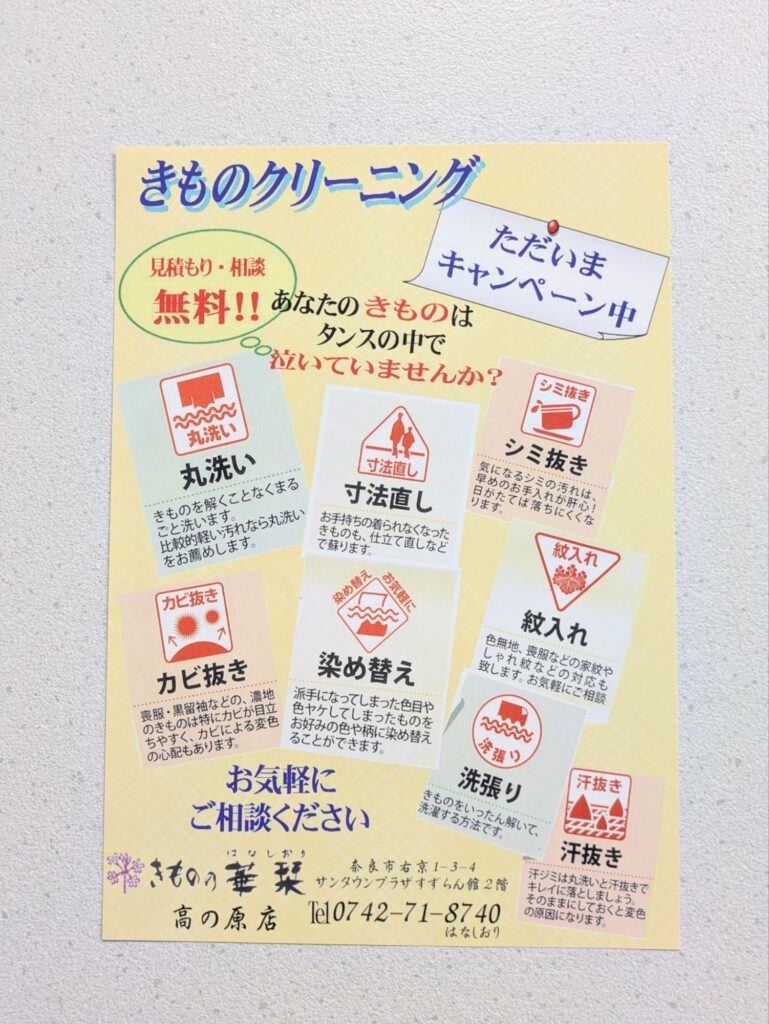 きものクリーニング
ただいま
キャンペーン中
見積もり・相談
無料!!
あなたの きものは
タンスの中で
泣いていませんか?
丸洗い
丸洗い
きものを解くことなくまる
ごと洗います。
比較的軽い汚れなら丸洗い
をお薦めします。
寸法直し
寸法直し
お手持ちの着られなくなった
きものも、仕立て直しなど
で蘇ります。
シミ抜き
シミ抜き
気になるシミの汚れは、
早めのお手入れが肝心!
日がたてば落ちにくくな
ります。
カビ抜き
カビ抜き
喪服・黒留袖などの、濃地
のきものは特にカビが目立
ちやすく、カビによる変色
の心配もあります。
染め替え お気軽に
染め替え
派手になってしまった色目や
色ヤケしてしまったものを
お好みの色や柄に染め替え
ることができます。
紋入れ
紋入れ
色無地、喪服などの家紋や
しゃれ紋などの対応も
致します。お気軽にご相談
洗張り
洗張り
きものをいったん解いて、
洗濯する方法です。
汗抜き
汗抜き
汗ジミは丸洗いと汗抜きで
キレイに落としましょう。
そのままにしておくと変色
の原因になります。
お気軽に
ご相談ください
はなしおり
きものの華栞
高の原店
奈良市右京1-3-4
サンタウンプラザすずらん館2階
Tel0742-71-8740
はなしおり